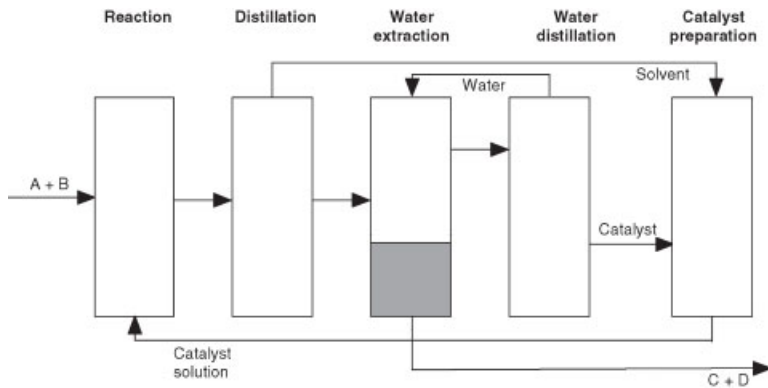 Reaction
Distillation
Water
extraction
Water
distillation
Catalyst
preparation
Solvent
Water
A + B
Catalyst
Catalyst
solution
C + D